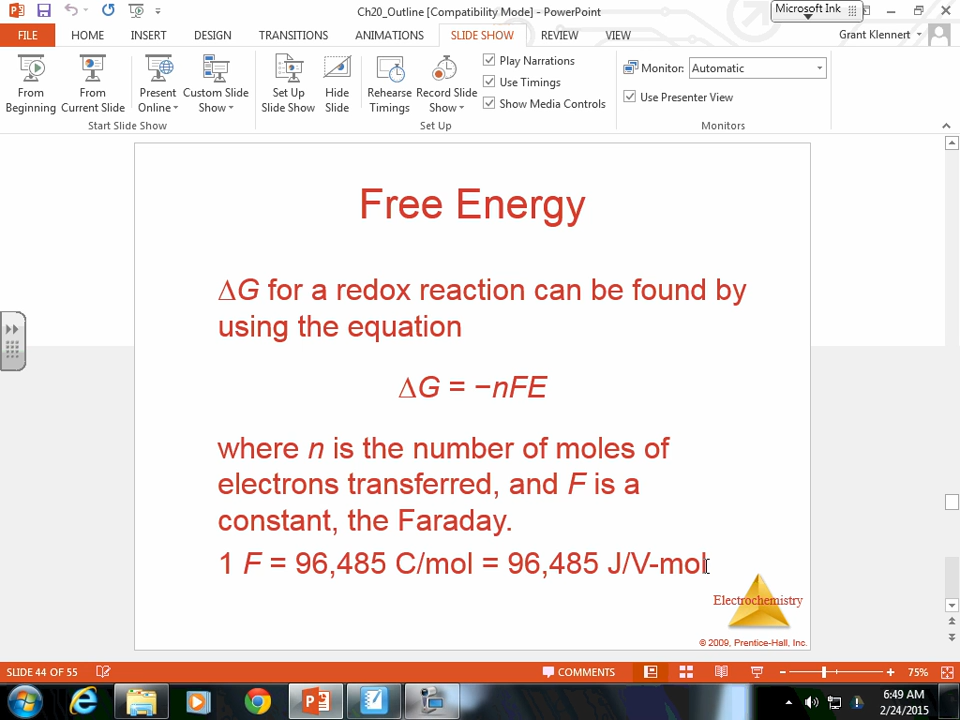 Ch20_Outline [Compatibility Mode] - PowerPoint
Microsoft Ink
FILE HOME INSERT DESIGN TRANSITIONS ANIMATIONS SLIDE SHOW REVIEW VIEW Grant Klennert
From Beginning
From Current Slide
Present Online
Custom Slide Show
Start Slide Show
Set Up Slide Show
Hide Slide
Rehearse Timings
Record Slide Show
Play Narrations
Use Timings
Show Media Controls
Set Up
Monitor: Automatic
Use Presenter View
Monitors
Free Energy
ΔG for a redox reaction can be found by
using the equation
ΔG = −nFE
where n is the number of moles of
electrons transferred, and F is a
constant, the Faraday.
1 F = 96,485 C/mol = 96,485 J/V-mol
Electrochemistry
© 2009, Prentice-Hall, Inc.
SLIDE 44 OF 55 COMMENTS 75%
6:49 AM
2/24/2015